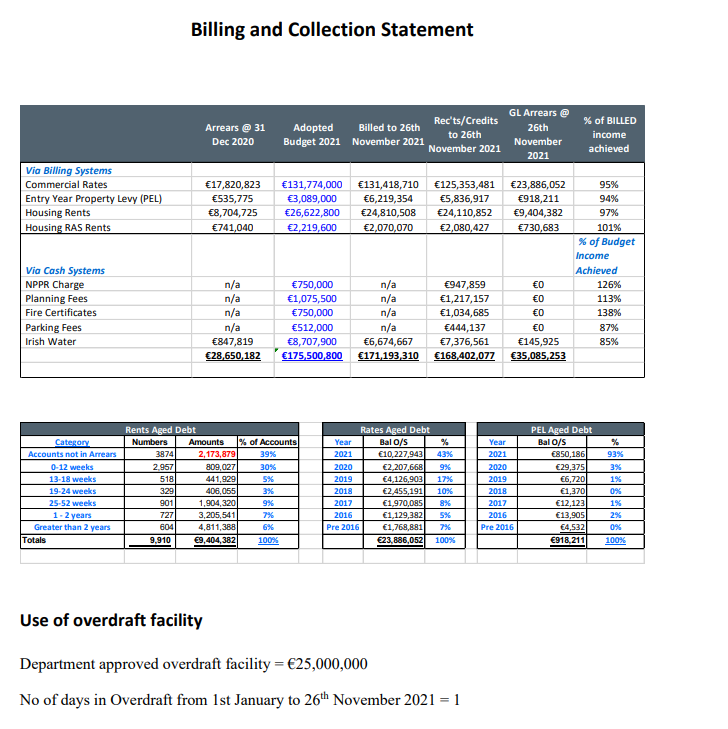 Billing and Collection Statement
Arrears @ 31 Dec 2020 Adopted Budget 2021 Billed to 26th November 2021 Rec'ts/Credits to 26th November 2021 GL Arrears @ 26th November 2021 % of BILLED income achieved
Via Billing Systems
Commercial Rates €17,820,823 €131,774,000 €131,418,710 €125,353,481 €23,886,052 95%
Entry Year Property Levy (PEL) €535,775 €3,089,000 €6,219,354 €5,836,917 €918,211 94%
Housing Rents €8,704,725 €26,622,800 €24,810,508 €24,110,852 €9,404,382 97%
Housing RAS Rents €741,040 €2,219,600 €2,070,070 €2,080,427 €730,683 101%
Via Cash Systems % of Budget Income Achieved
NPPR Charge n/a €750,000 n/a €947,859 €0 126%
Planning Fees n/a €1,075,500 n/a €1,217,157 €0 113%
Fire Certificates n/a €750,000 n/a €1,034,685 €0 138%
Parking Fees n/a €512,000 n/a €444,137 €0 87%
Irish Water €847,819 €8,707,900 €6,674,667 €7,376,561 €145,925 85%
€28,650,182 €175,500,800 €171,193,310 €168,402,077 €35,085,253
Rents Aged Debt
Category Numbers Amounts % of Accounts
Accounts not in Arrears 3874 2,173,879 39%
0-12 weeks 2,957 809,027 30%
13-18 weeks 518 441,929 5%
19-24 weeks 329 406,055 3%
25-52 weeks 901 1,904,320 9%
1 - 2 years 727 3,205,541 7%
Greater than 2 years 604 4,811,388 6%
Totals 9,910 €9,404,382 100%
Rates Aged Debt
Year Bal O/S %
2021 €10,227,943 43%
2020 €2,207,668 9%
2019 €4,126,903 17%
2018 €2,455,191 10%
2017 €1,970,085 8%
2016 €1,129,382 5%
Pre 2016 €1,768,881 7%
€23,886,052 100%
PEL Aged Debt
Year Bal O/S %
2021 €850,186 93%
2020 €29,375 3%
2019 €6,720 1%
2018 €1,370 0%
2017 €12,123 1%
2016 €13,905 2%
Pre 2016 €4,532 0%
€918,211 100%
Use of overdraft facility
Department approved overdraft facility = €25,000,000
No of days in Overdraft from 1st January to 26th November 2021 = 1